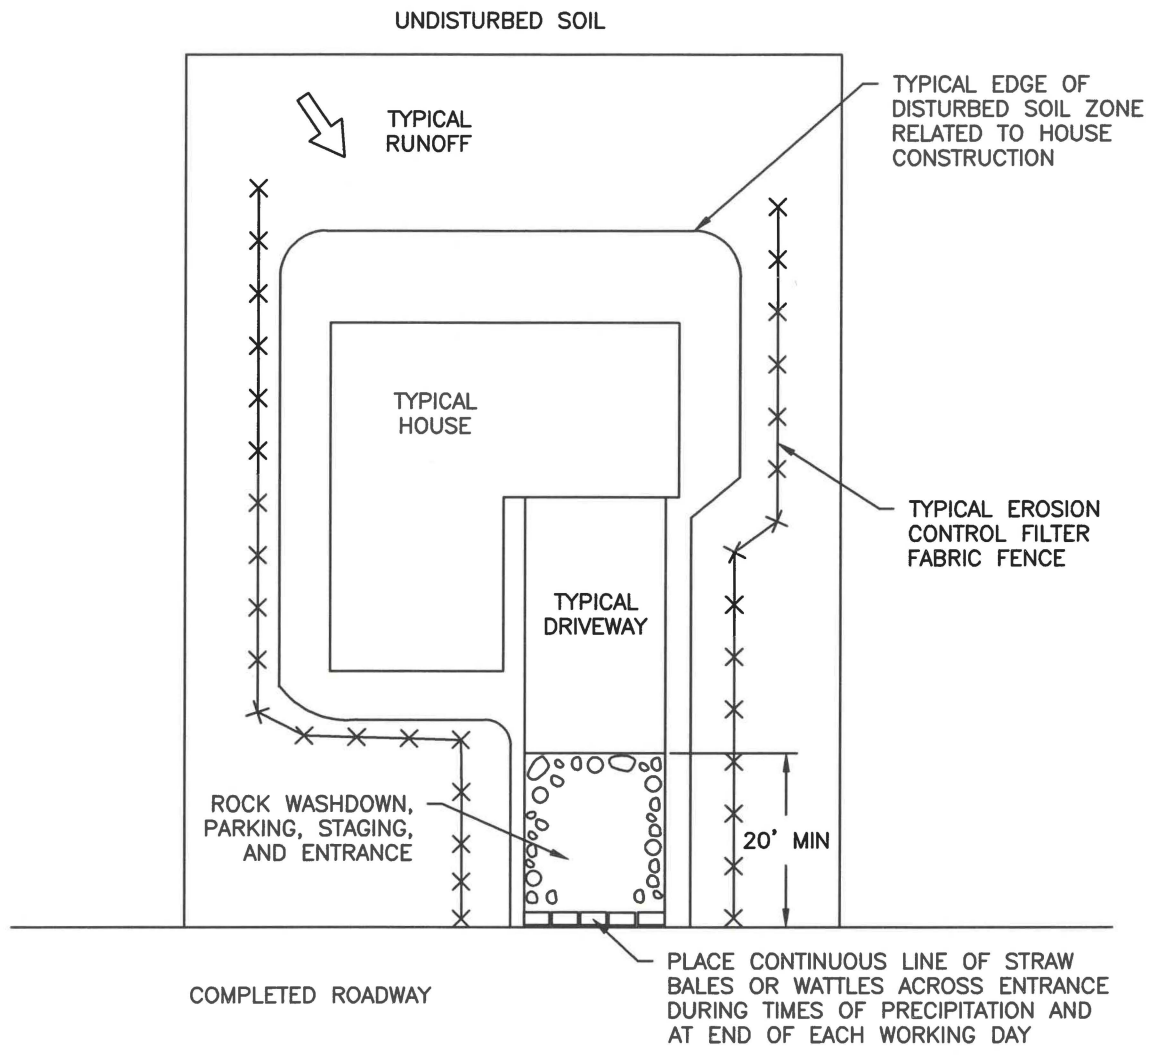 UNDISTURBED SOIL
TYPICAL
RUNOFF
TYPICAL EDGE OF
DISTURBED SOIL ZONE
RELATED TO HOUSE
CONSTRUCTION
TYPICAL
HOUSE
TYPICAL EROSION
CONTROL FILTER
FABRIC FENCE
TYPICAL
DRIVEWAY
ROCK WASHDOWN,
PARKING, STAGING,
AND ENTRANCE
20' MIN
PLACE CONTINUOUS LINE OF STRAW
BALES OR WATTLES ACROSS ENTRANCE
DURING TIMES OF PRECIPITATION AND
AT END OF EACH WORKING DAY
COMPLETED ROADWAY